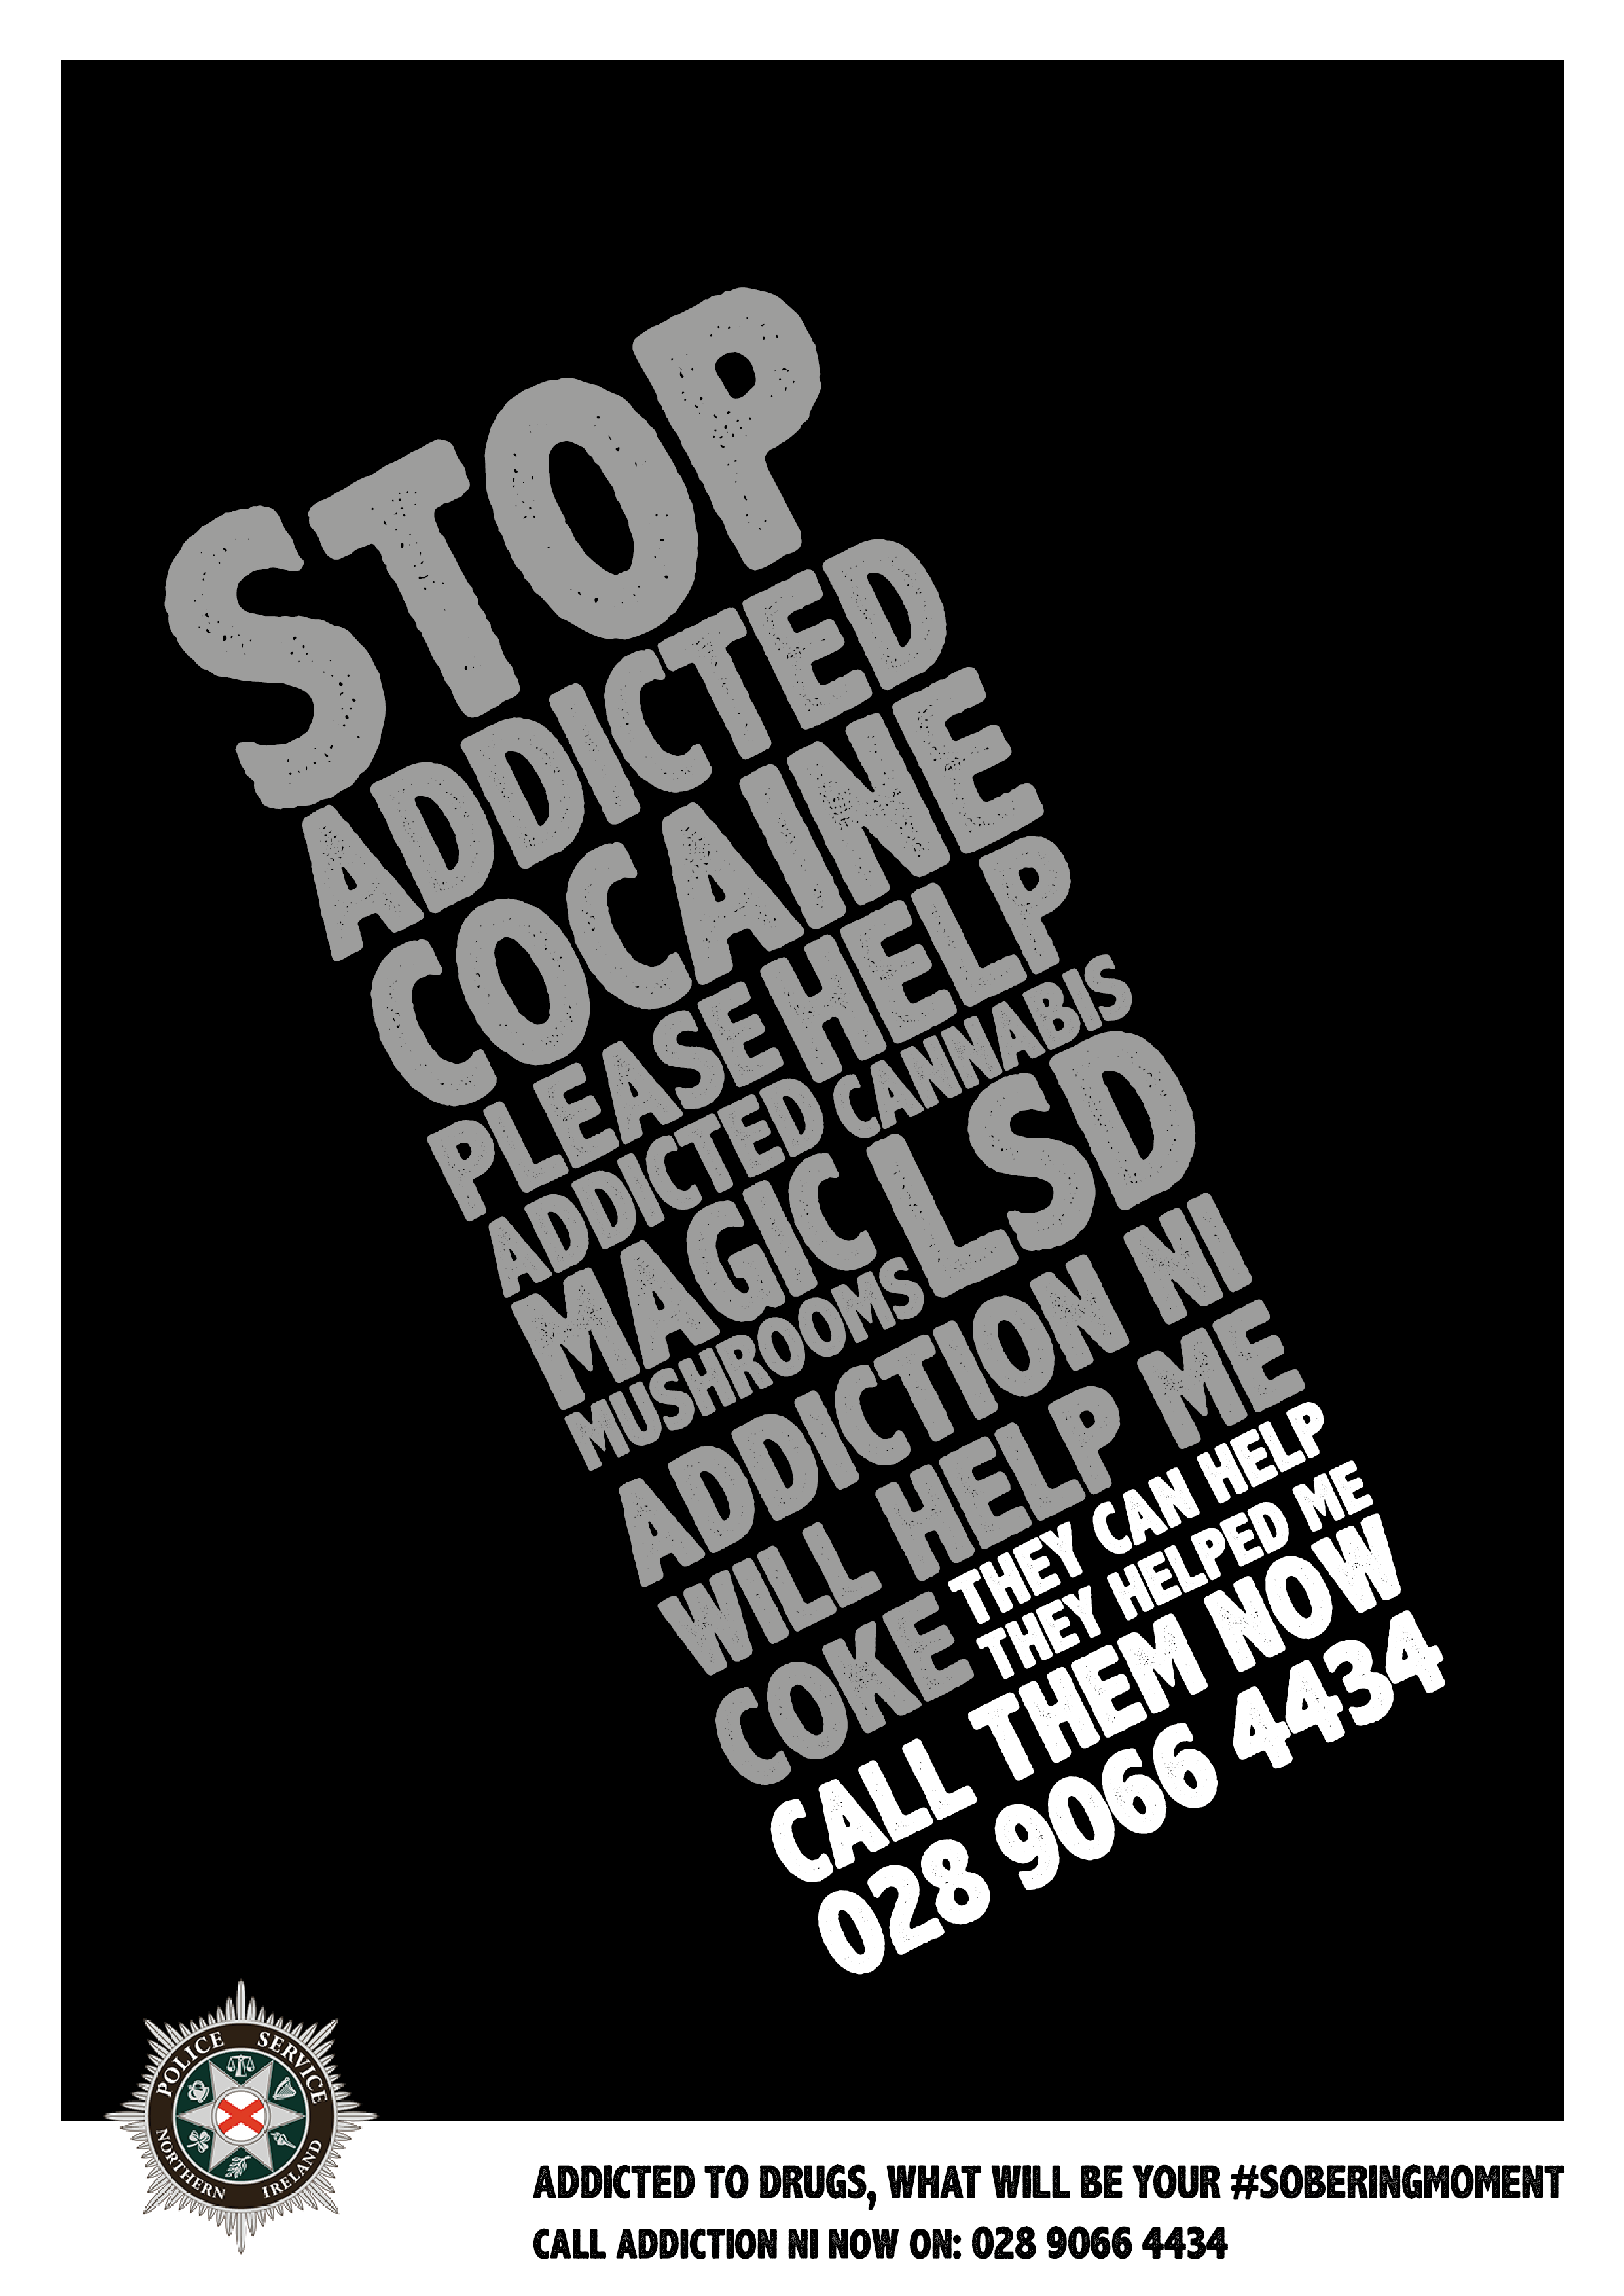 STOP
ADDICTED
COCAINE
PLEASE HELP
ADDICTED CANNABIS
MAGIC LSD
MUSHROOMS
ADDICTION NI
WILL HELP ME
COKE THEY CAN HELP
THEY HELPED ME
CALL THEM NOW
028 9066 4434
POLICE SERVICE
NORTHERN IRELAND
ADDICTED TO DRUGS, WHAT WILL BE YOUR #SOBERINGMOMENT
CALL ADDICTION NI NOW ON: 028 9066 4434